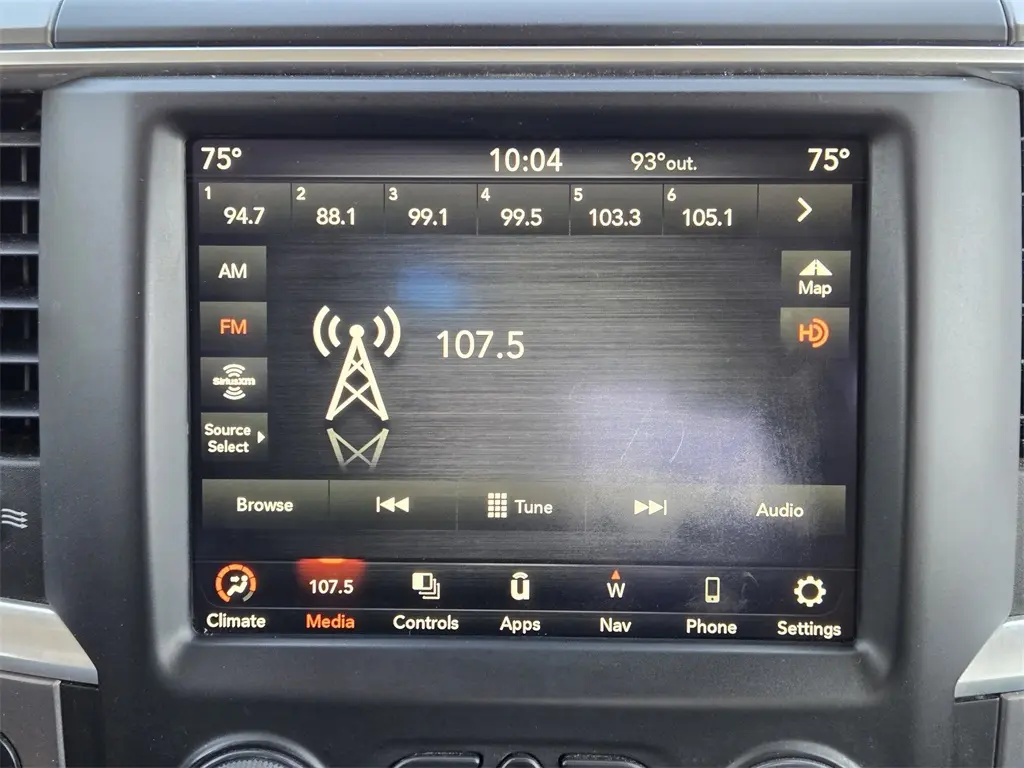 75° 10:04 93°out. 75°
1 2 3 4 5 6
94.7 88.1 99.1 99.5 103.3 105.1
AM
Map
FM
HD
107.5
SiriusXM
Source
Select
Browse Tune Audio
107.5 W
Climate Media Controls Apps Nav Phone Settings